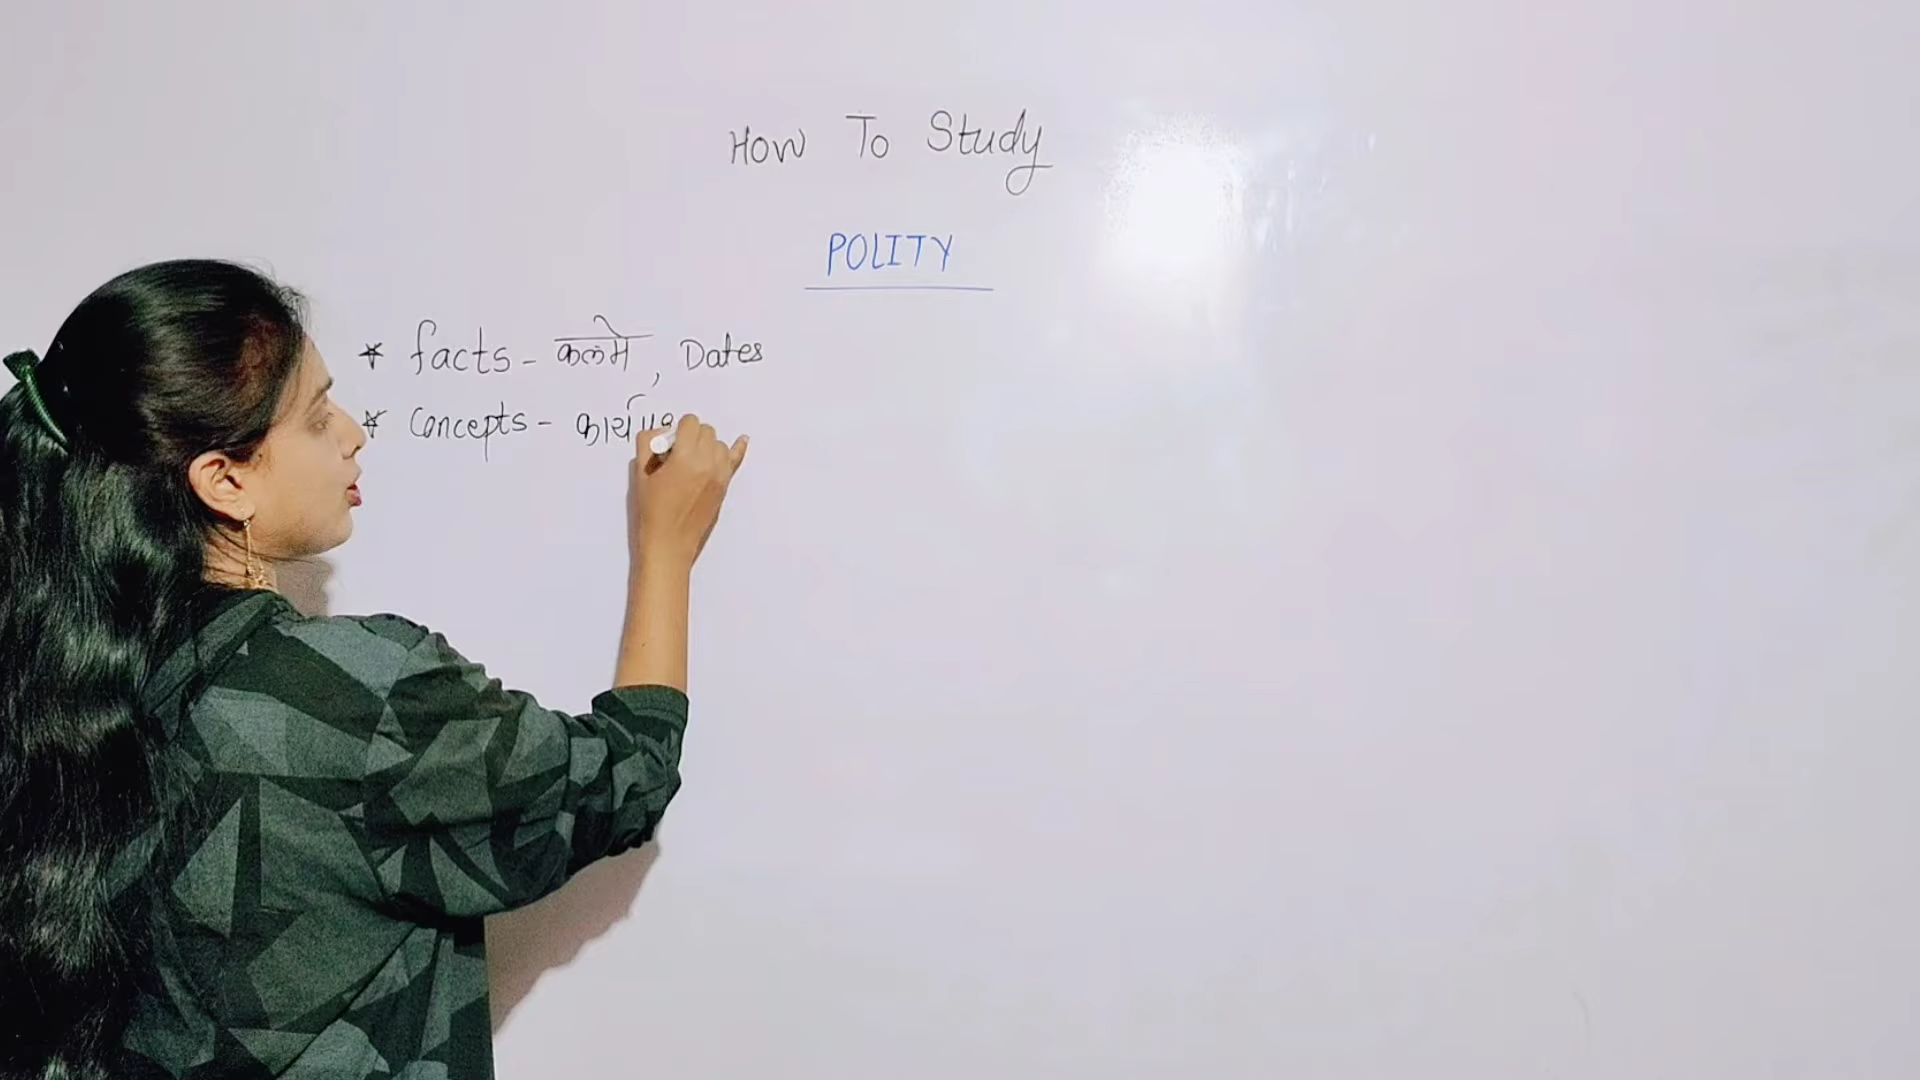 How To Study
POLITY
* facts - कलमे, Dates
* Concepts -